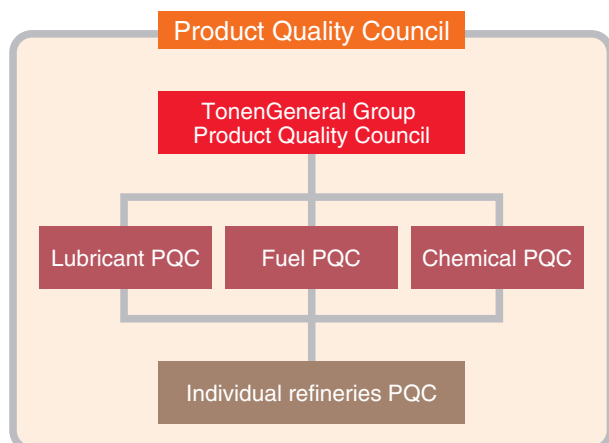 Product Quality Council
TonenGeneral Group
Product Quality Council
Lubricant PQC
Fuel PQC
Chemical PQC
Individual refineries PQC